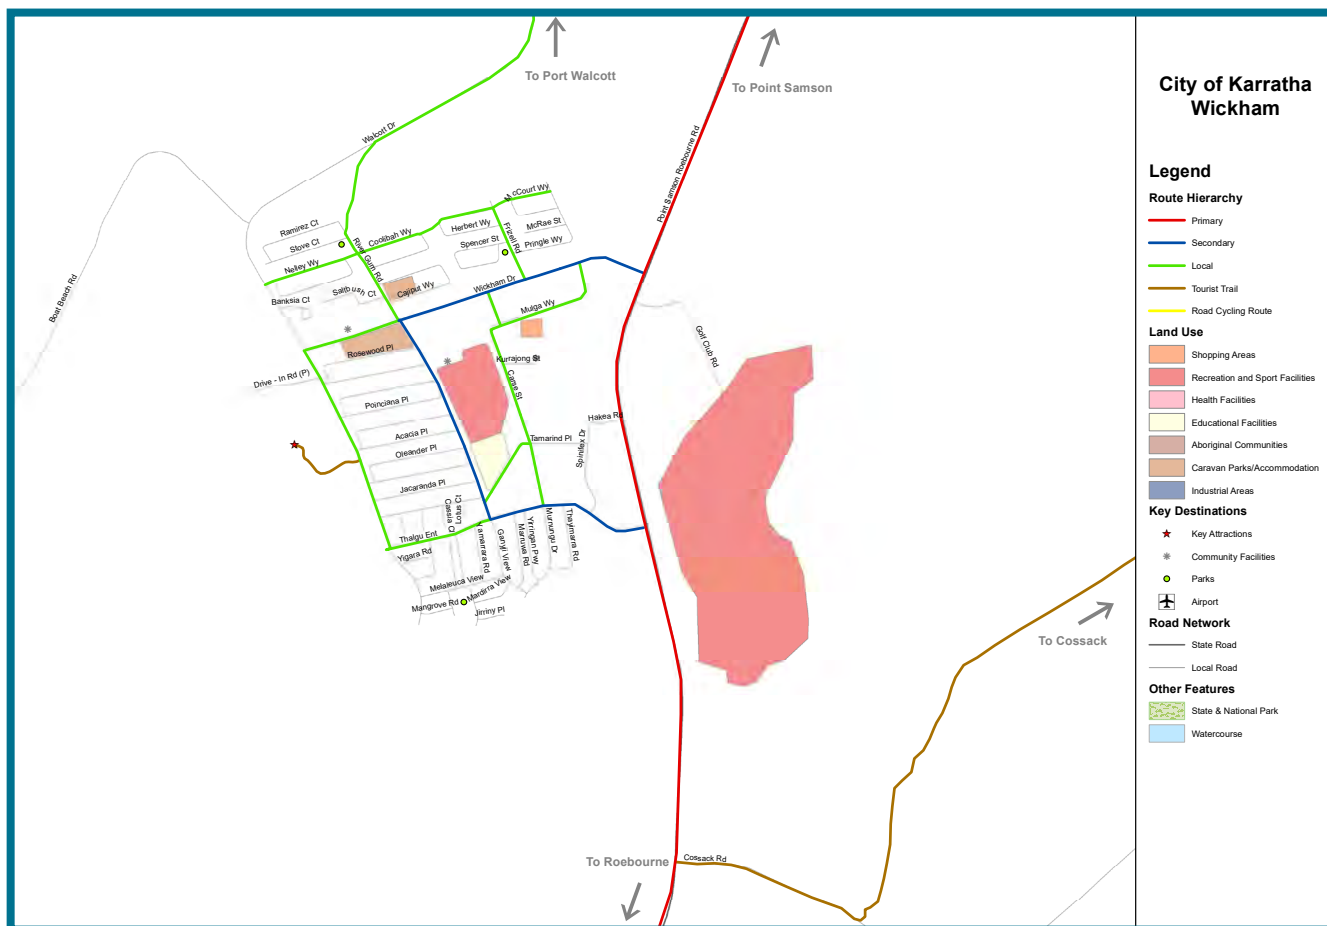 To Port Walcott
To Point Samson
City of Karratha
Wickham
Walcott Dr
Point Samson Roebourne Rd
McCourt Wy
Ramirez Ct
Stove Ct
Nelley Wy
River Gum Rd
Coolibah Wy
Herbert Wy
Spencer St
Frizell Rd
McRae St
Pringle Wy
Boat Beach Rd
Banksia Ct
Saltbush Ct
Cajiput Wy
Wickham Dr
Mulga Wy
Golf Club Rd
Rosewood Pl
Drive - In Rd (P)
Kurrajong St
Carse St
Poinciana Pl
Hakea Rd
Acacia Pl
Oleander Pl
Tamarind Pl
Spinifex Dr
Jacaranda Pl
Cassia Ct
Lotus Ct
Thalgu Ent
Yigara Rd
Yamarrara Rd
Ganyji View
Marruwa Rd
Yirringan Pwy
Murnungu Dr
Thayimarra Rd
Melaleuca View
Mardirra View
Mangrove Rd
Jirriny Pl
To Cossack
To Roebourne
Cossack Rd
Legend
Route Hierarchy
Primary
Secondary
Local
Tourist Trail
Road Cycling Route
Land Use
Shopping Areas
Recreation and Sport Facilities
Health Facilities
Educational Facilities
Aboriginal Communities
Caravan Parks/Accommodation
Industrial Areas
Key Destinations
Key Attractions
Community Facilities
Parks
Airport
Road Network
State Road
Local Road
Other Features
State & National Park
Watercourse